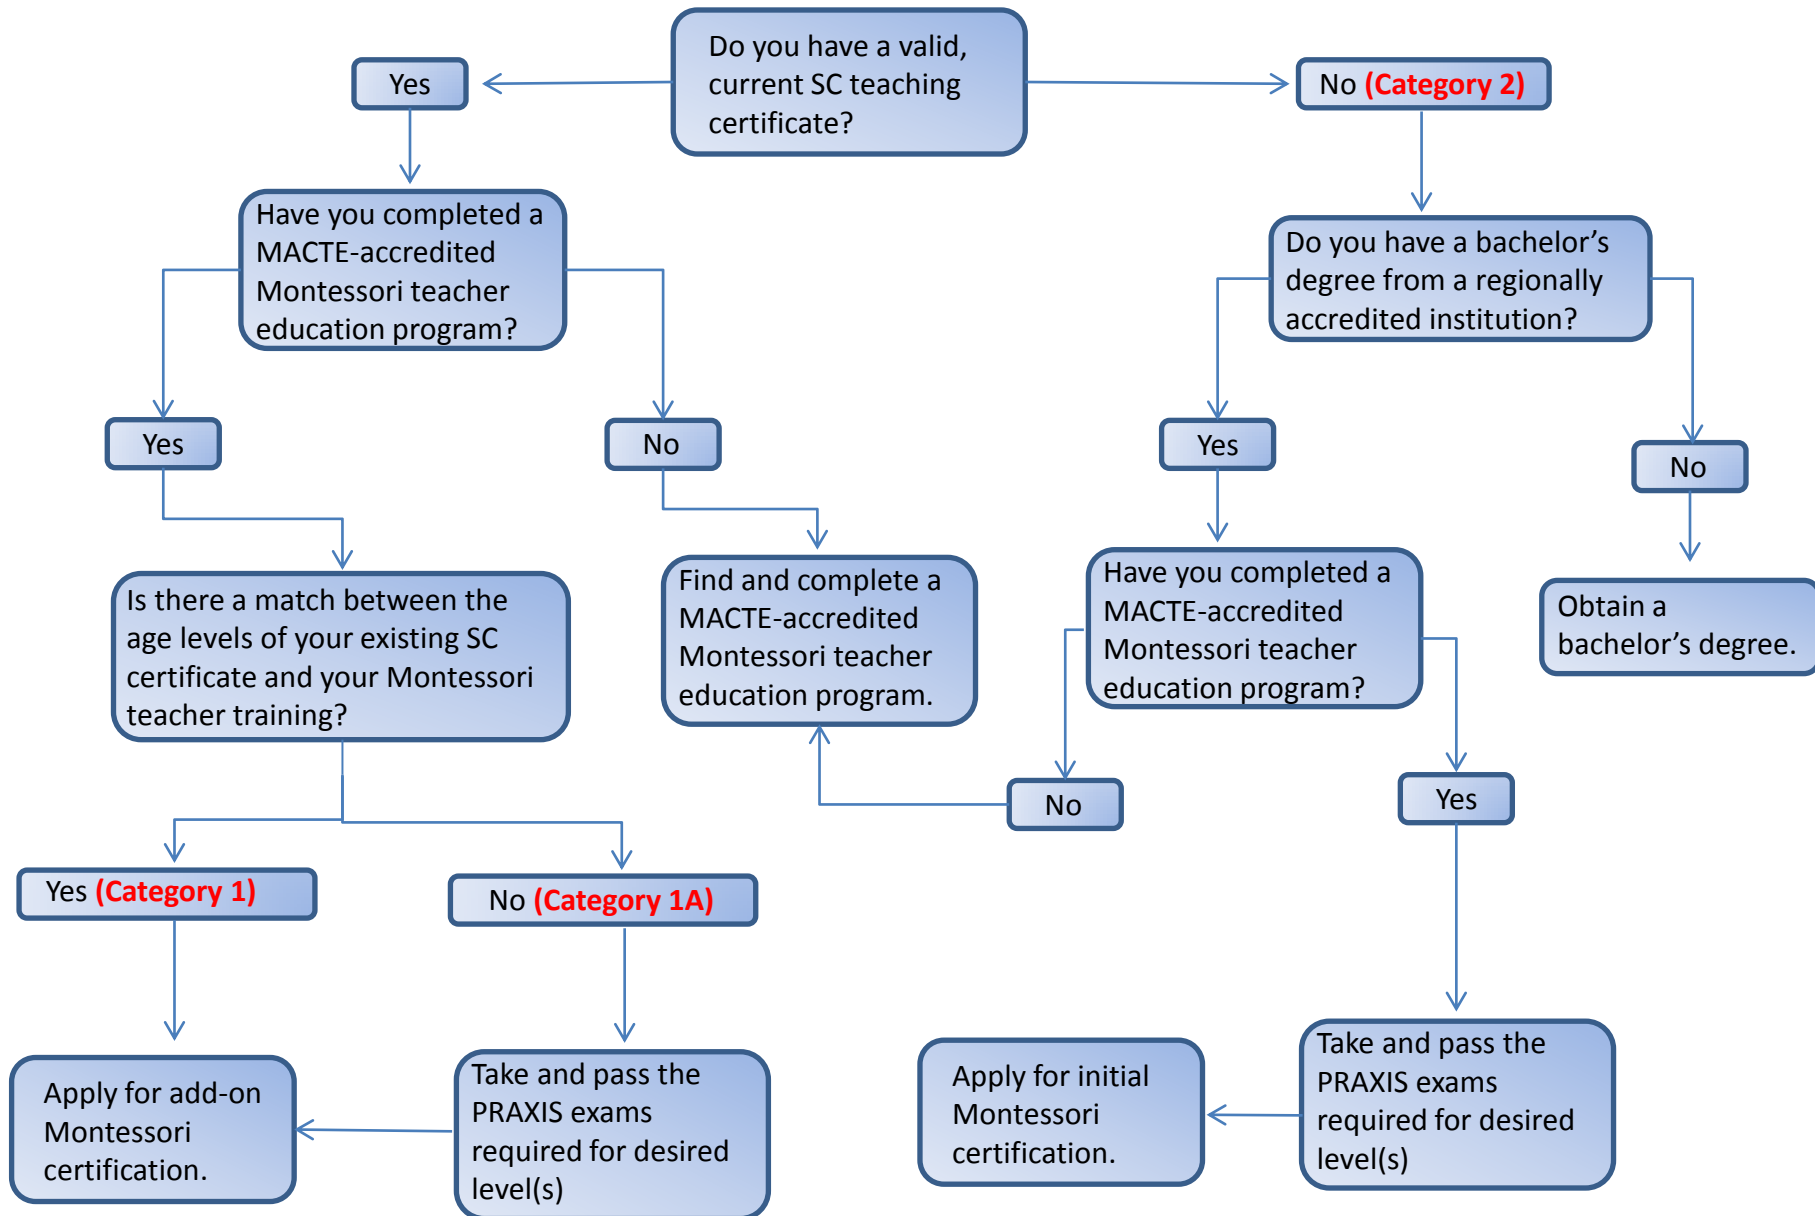 Do you have a valid,
current SC teaching
certificate?
Yes
No (Category 2)
Have you completed a
MACTE-accredited
Montessori teacher
education program?
Do you have a bachelor’s
degree from a regionally
accredited institution?
Yes
No
Yes
No
Is there a match between the
age levels of your existing SC
certificate and your Montessori
teacher training?
Find and complete a
MACTE-accredited
Montessori teacher
education program.
Have you completed a
MACTE-accredited
Montessori teacher
education program?
Obtain a
bachelor’s degree.
No
Yes
Yes (Category 1)
No (Category 1A)
Apply for add-on
Montessori
certification.
Take and pass the
PRAXIS exams
required for desired
level(s)
Apply for initial
Montessori
certification.
Take and pass the
PRAXIS exams
required for desired
level(s)